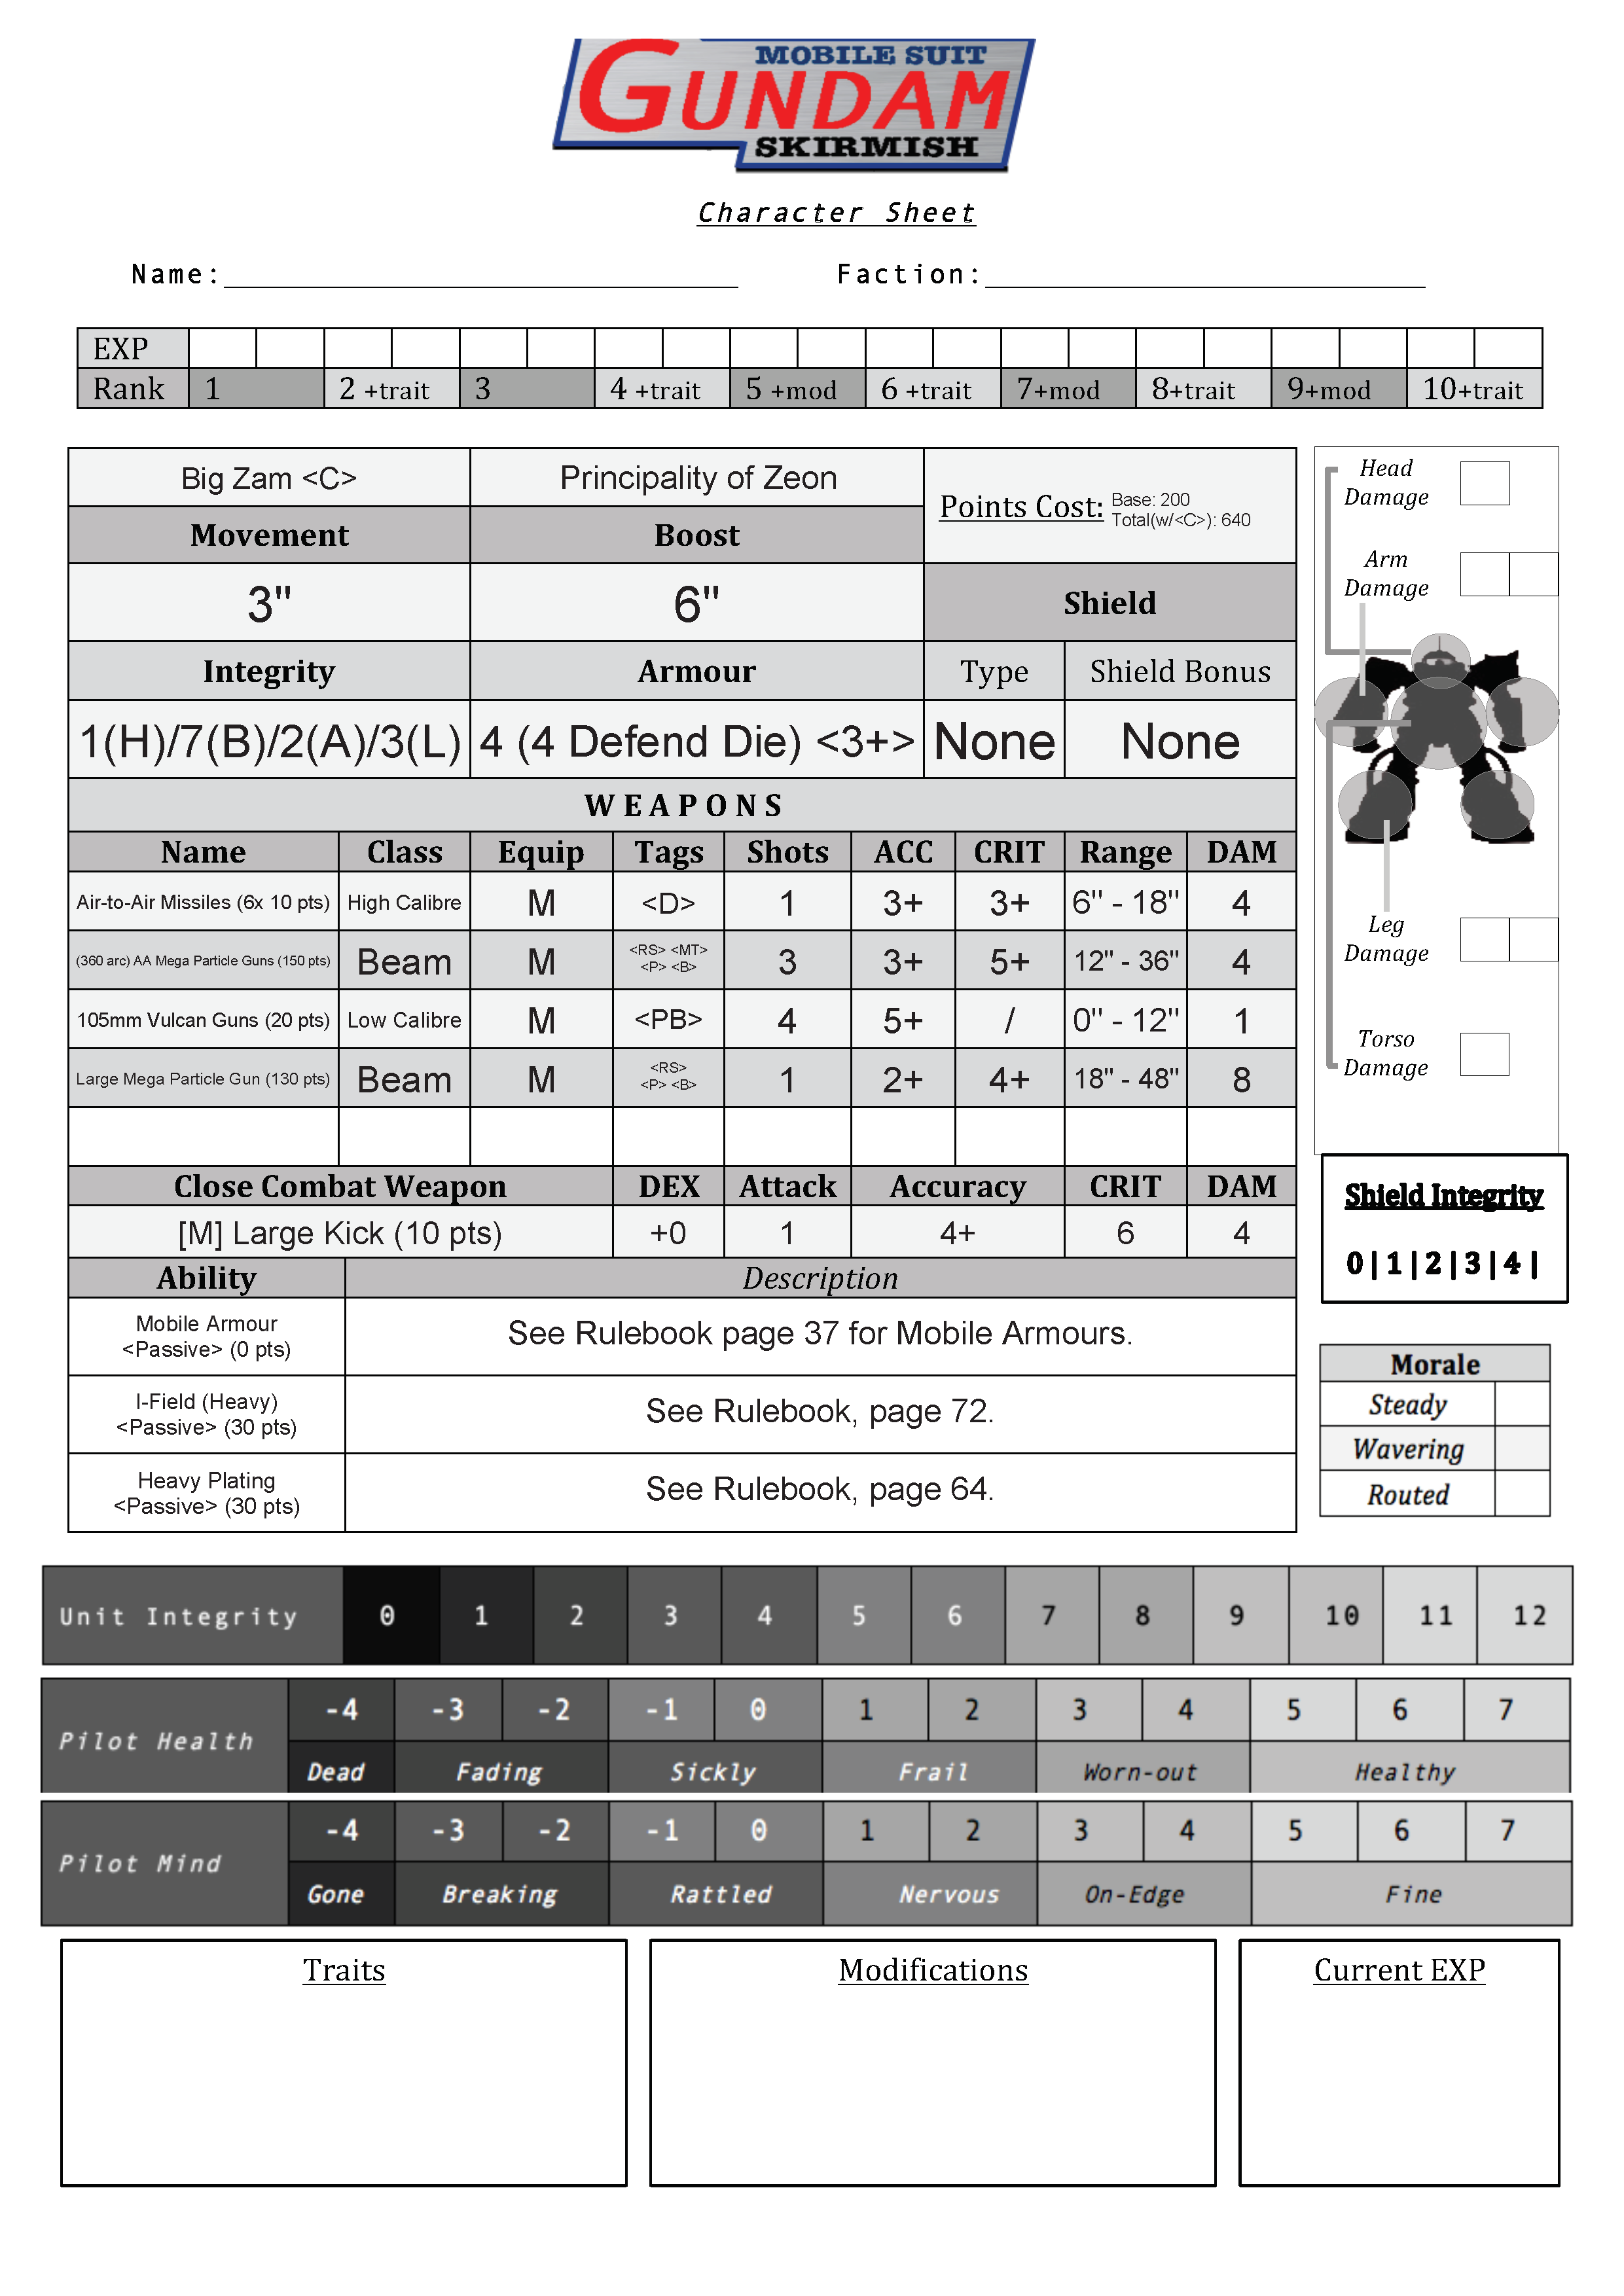 MOBILE SUIT
GUNDAM
SKIRMISH
Character Sheet
Name: Faction:
EXP
Rank 1 2 +trait 3 4 +trait 5 +mod 6 +trait 7+mod 8+trait 9+mod 10+trait
Big Zam <C> Principality of Zeon
Points Cost: Base: 200
Total(w/<C>): 640
Movement Boost
3" 6" Shield
Integrity Armour Type Shield Bonus
1(H)/7(B)/2(A)/3(L) 4 (4 Defend Die) <3+> None None
WEAPONS
Name Class Equip Tags Shots ACC CRIT Range DAM
Air-to-Air Missiles (6x 10 pts) High Calibre M <D> 1 3+ 3+ 6" - 18" 4
(360 arc) AA Mega Particle Guns (150 pts) Beam M <RS> <MT> <P> <B> 3 3+ 5+ 12" - 36" 4
105mm Vulcan Guns (20 pts) Low Calibre M <PB> 4 5+ / 0" - 12" 1
Large Mega Particle Gun (130 pts) Beam M <RS> <P> <B> 1 2+ 4+ 18" - 48" 8
Close Combat Weapon DEX Attack Accuracy CRIT DAM
[M] Large Kick (10 pts) +0 1 4+ 6 4
Ability Description
Mobile Armour
<Passive> (0 pts)
See Rulebook page 37 for Mobile Armours.
I-Field (Heavy)
<Passive> (30 pts)
See Rulebook, page 72.
Heavy Plating
<Passive> (30 pts)
See Rulebook, page 64.
Head
Damage
Arm
Damage
Leg
Damage
Torso
Damage
Shield Integrity
0|1|2|3|4|
Morale
Steady
Wavering
Routed
Unit Integrity 0 1 2 3 4 5 6 7 8 9 10 11 12
Pilot Health -4 -3 -2 -1 0 1 2 3 4 5 6 7
Dead Fading Sickly Frail Worn-out Healthy
Pilot Mind -4 -3 -2 -1 0 1 2 3 4 5 6 7
Gone Breaking Rattled Nervous On-Edge Fine
Traits Modifications Current EXP